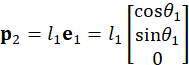 𝐩₂ = l₁𝐞₁ = l₁ [cosθ₁
sinθ₁
0]